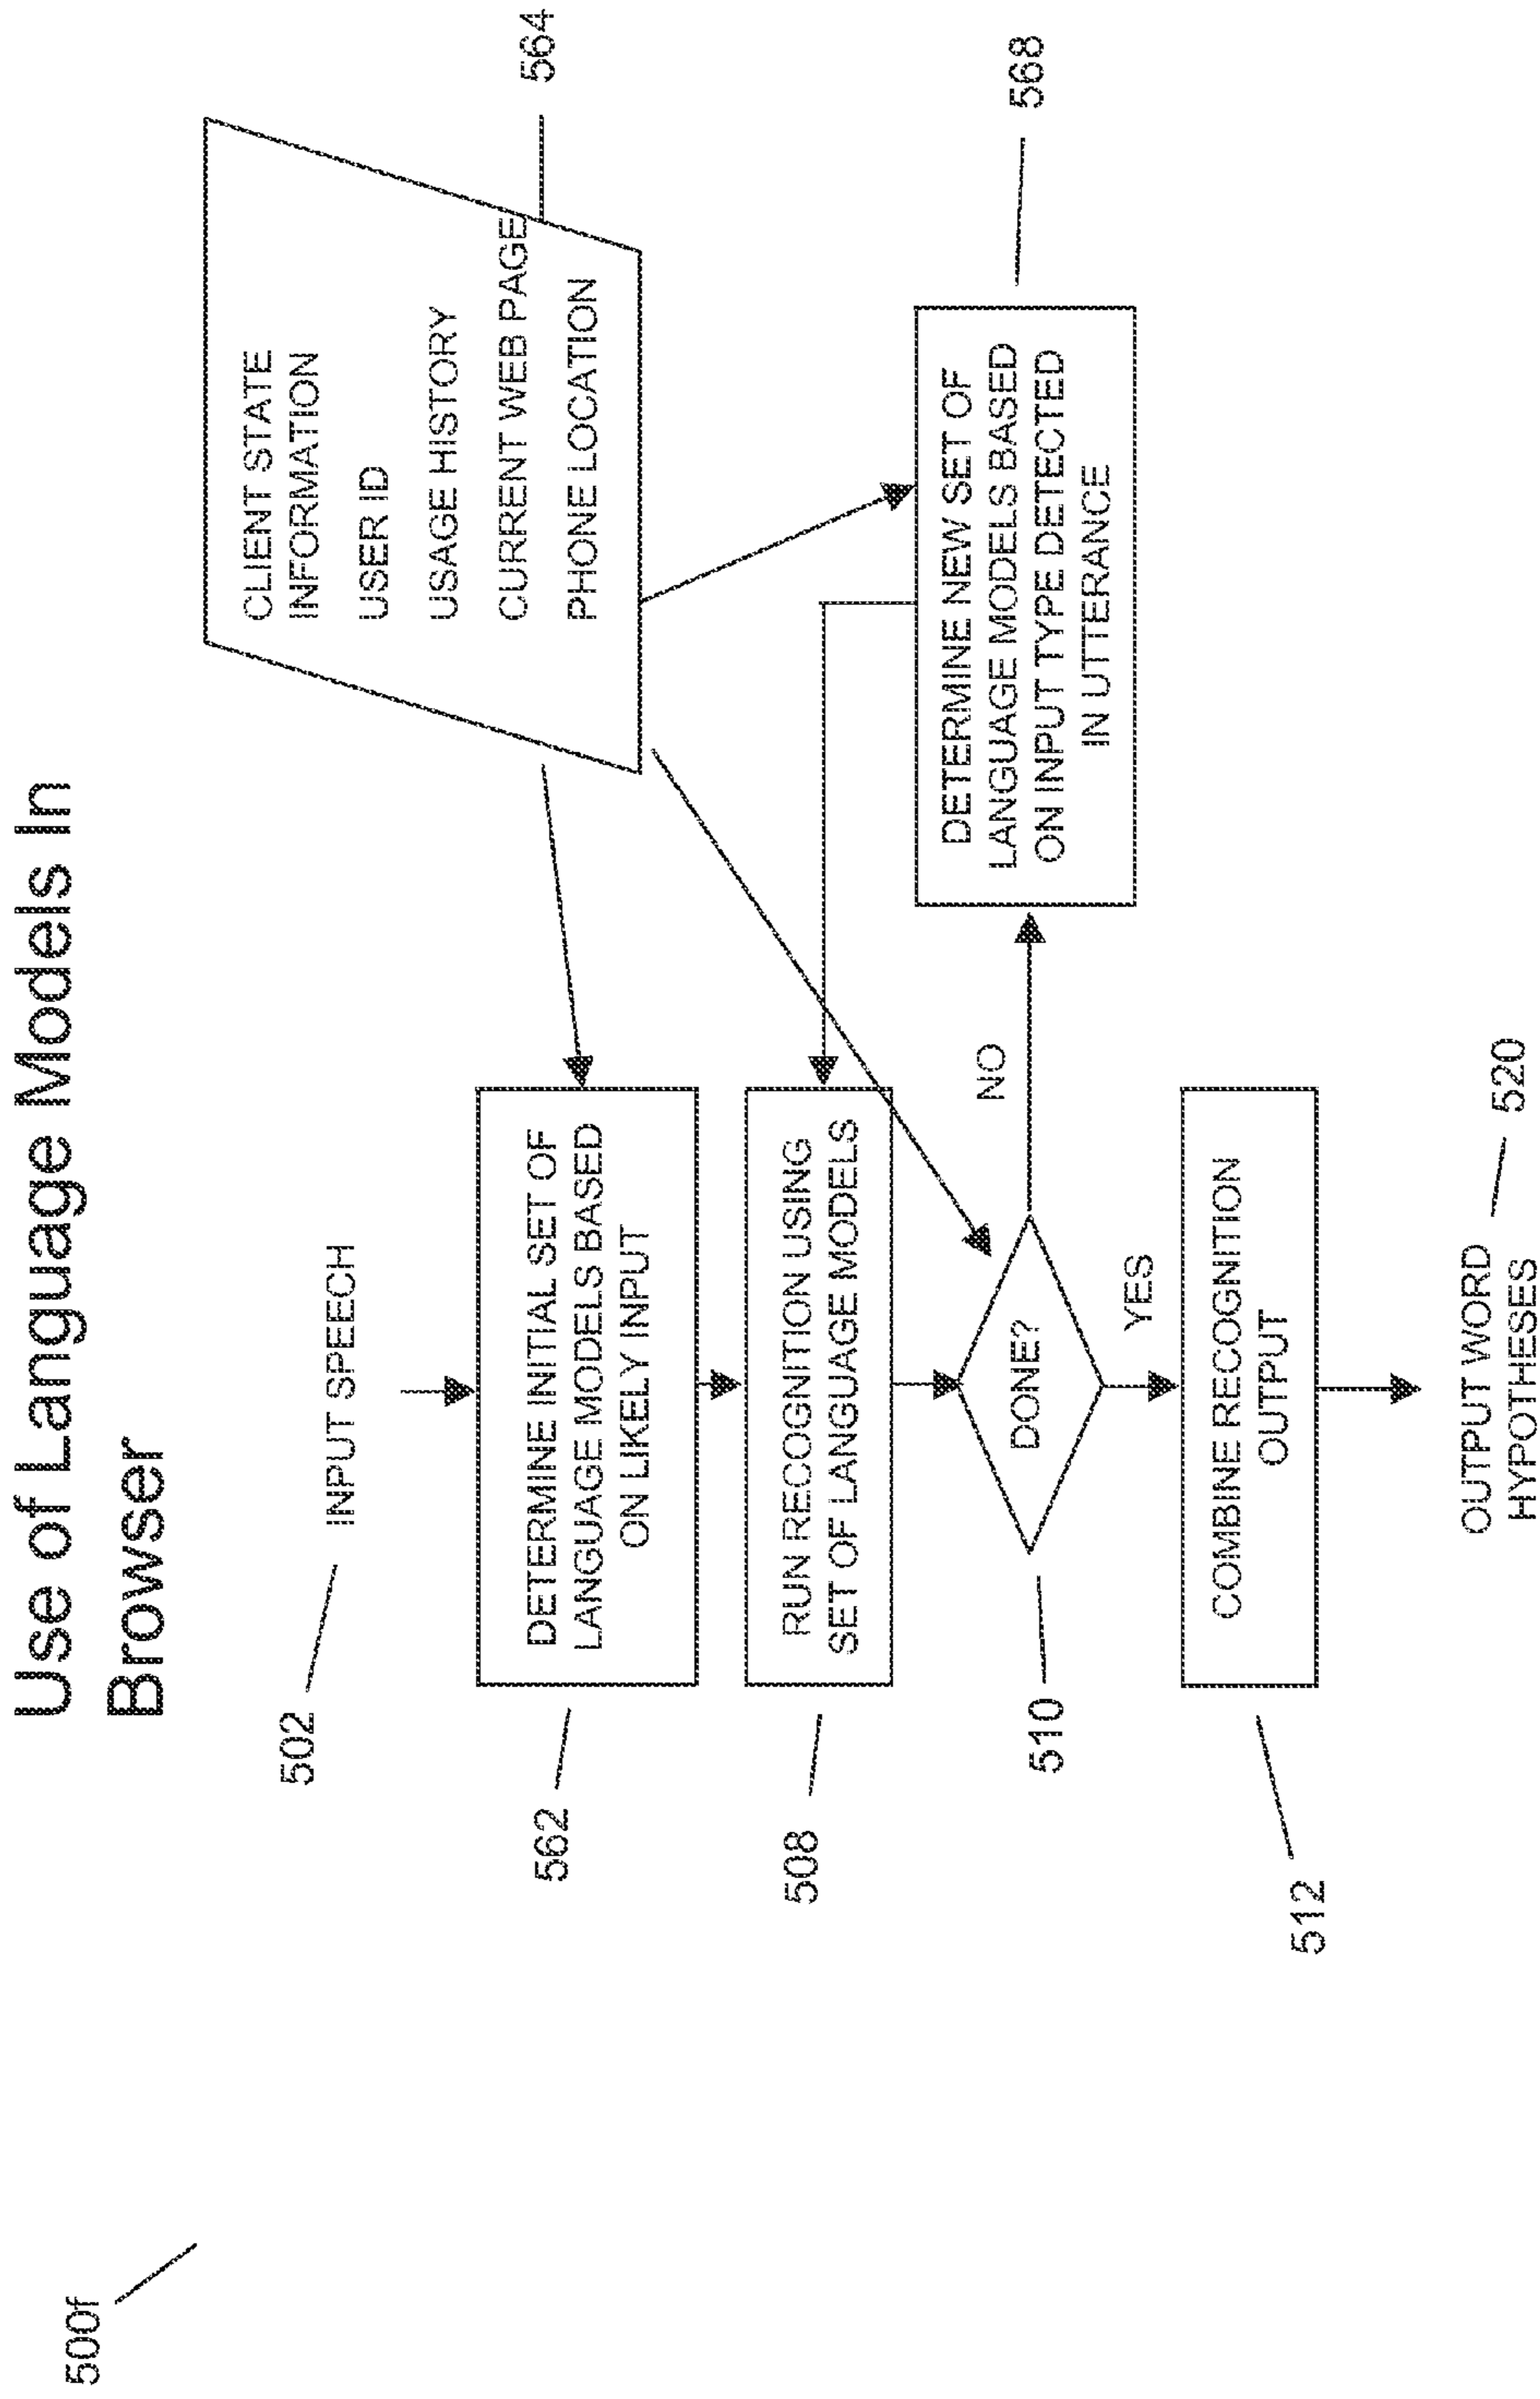 500f
Use of Language Models In
Browser
502
INPUT SPEECH
CLIENT STATE
INFORMATION
USER ID
USAGE HISTORY
CURRENT WEB PAGE
PHONE LOCATION
564
562
DETERMINE INITIAL SET OF
LANGUAGE MODELS BASED
ON LIKELY INPUT
508
RUN RECOGNITION USING
SET OF LANGUAGE MODELS
510
DONE?
NO
DETERMINE NEW SET OF
LANGUAGE MODELS BASED
ON INPUT TYPE DETECTED
IN UTTERANCE
568
YES
512
COMBINE RECOGNITION
OUTPUT
OUTPUT WORD
HYPOTHESES
520